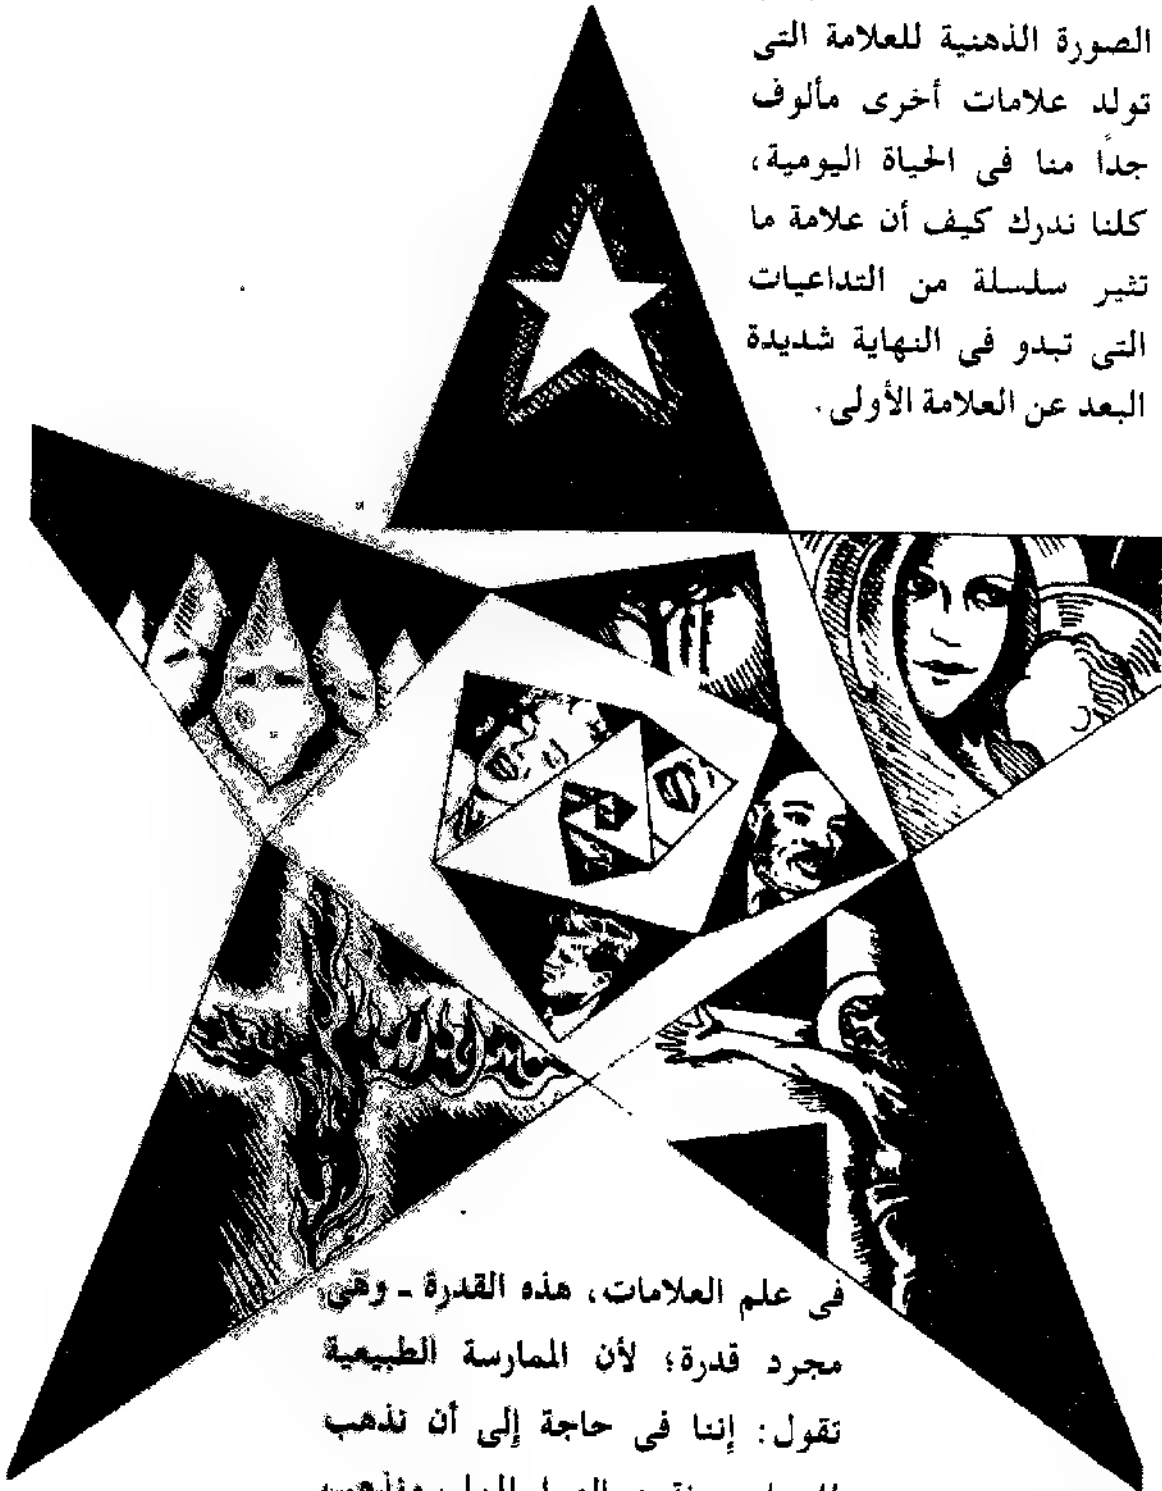 الصورة الذهنية للعلامة التى
تولد علامات أخرى مألوف
جدًا منا فى الحياة اليومية،
كلنا ندرك كيف أن علامة ما
تثير سلسلة من التداعيات
التى تبدو فى النهاية شديدة
البعد عن العلامة الأولى.
فى علم العلامات، هذه القدرة - وهى
مجرد قدرة؛ لأن الممارسة الطبيعية
تقول: إننا فى حاجة إلى أن نذهب